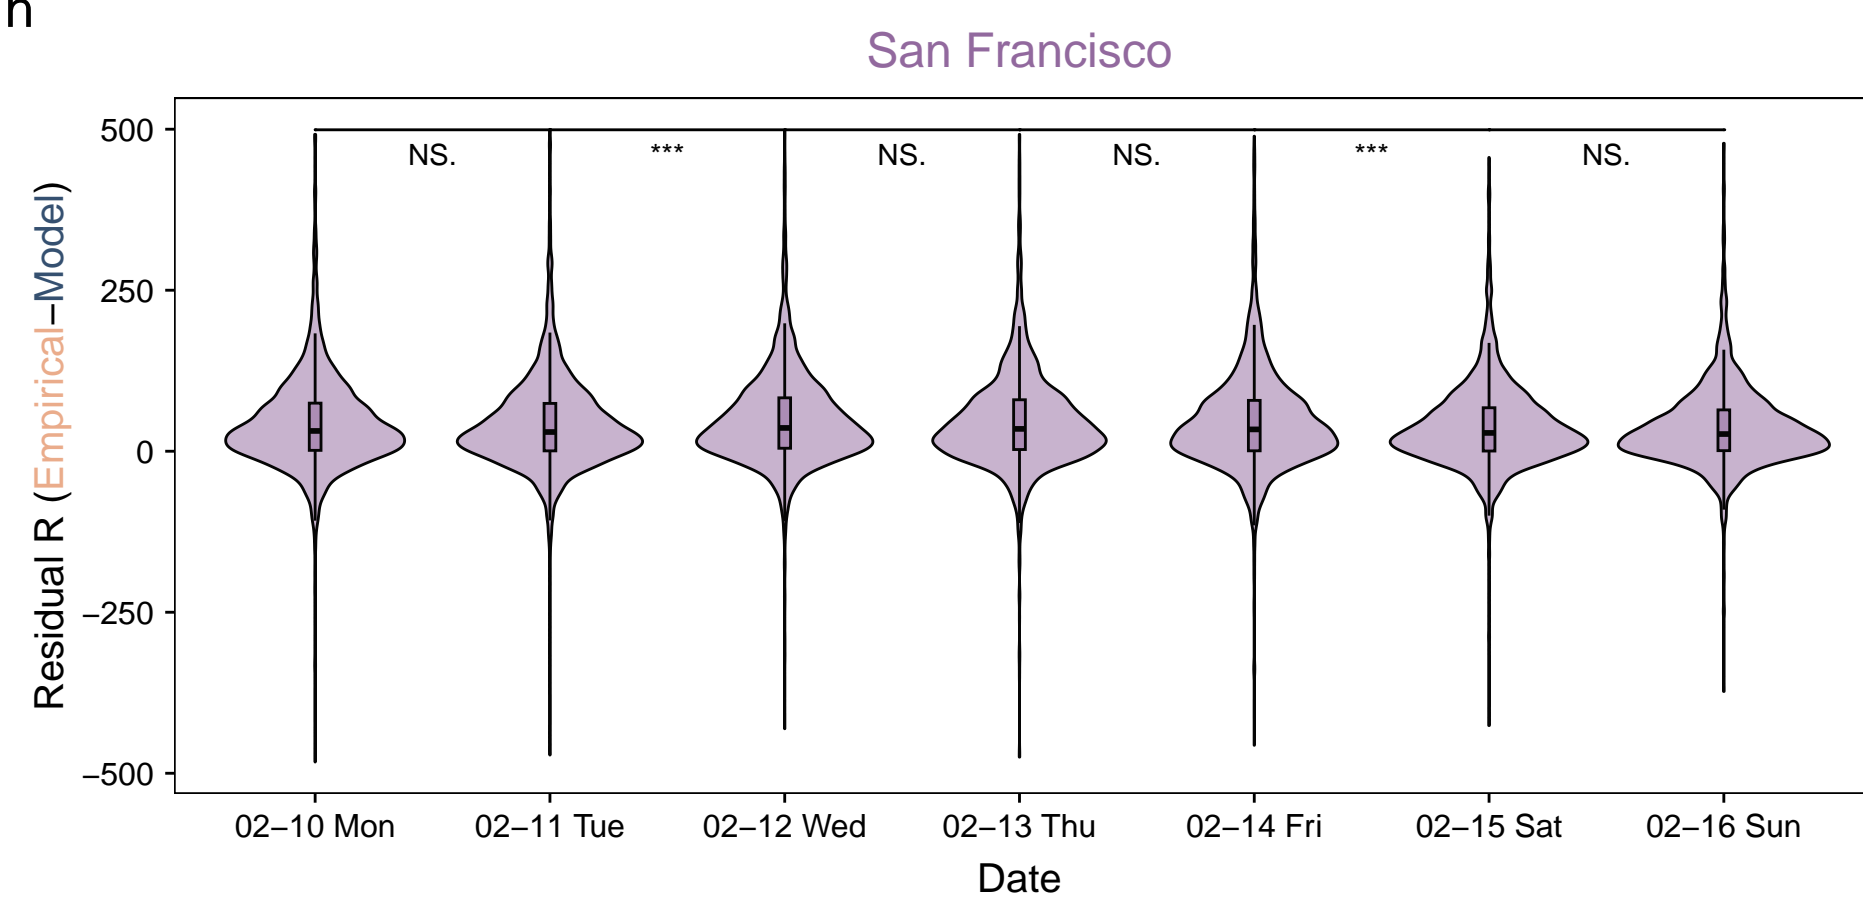 San Francisco
Residual R (Empirical–Model)
500
250
0
−250
−500
NS.
***
NS.
NS.
***
NS.
02−10 Mon
02−11 Tue
02−12 Wed
02−13 Thu
02−14 Fri
02−15 Sat
02−16 Sun
Date